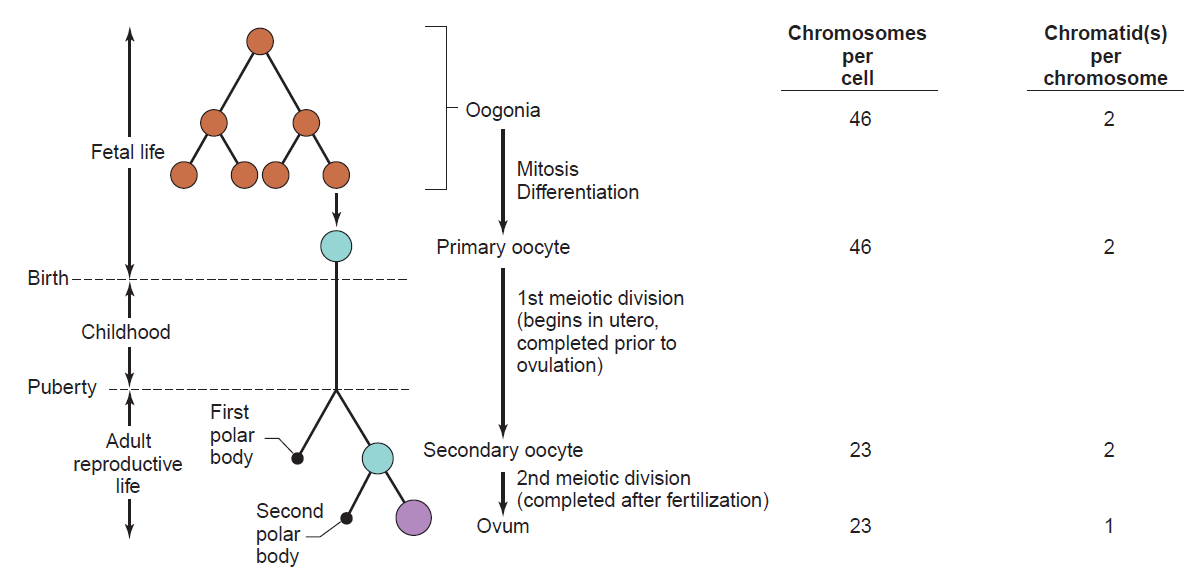 Chromosomes
per
cell
Chromatid(s)
per
chromosome
Fetal life
Oogonia
46
2
Mitosis
Differentiation
Primary oocyte
46
2
Birth
1st meiotic division
(begins in utero,
completed prior to
ovulation)
Childhood
Puberty
First
polar
body
Adult
reproductive
life
Secondary oocyte
23
2
2nd meiotic division
(completed after fertilization)
Second
polar
body
Ovum
23
1